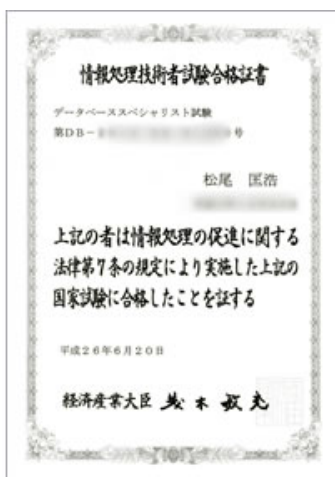 情報処理技術者試験合格証書
データベーススペシャリスト試験
第DB－ 号
松尾 匡浩
上記の者は情報処理の促進に関する
法律第7条の規定により実施した上記の
国家試験に合格したことを証する
平成26年6月20日
経済産業大臣 茂木敏充